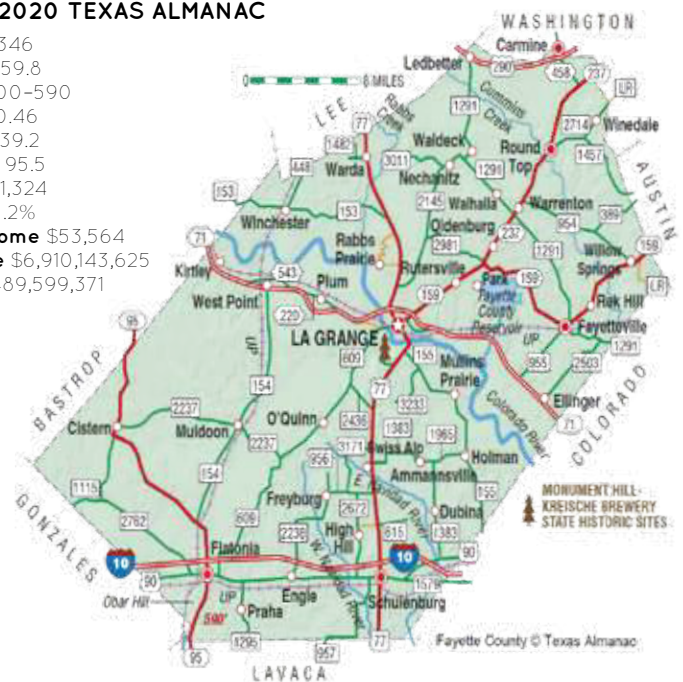 2020 TEXAS ALMANAC
346
59.8
00–590
0.46
39.2
95.5
1,324
.2%
ome $53,564
e $6,910,143,625
489,599,371
WASHINGTON
Carmine
Ledbetter
290
458
237
LR
0 8 MILES
LEE
Rabbs Creek
Cummins Creek
1291
77
2714
Winedale
1482
Waldeck
Round Top
1457
AUSTIN
448
Warda
3011
Nechanitz
1291
153
2145
Walhalla
Warrenton
389
Winchester
153
954
Oldenburg
237
71
Rabbs Prairie
2981
1291
Willow Springs
159
Kirtley
543
Plum
Rutersville
Park
159
LR
West Point
159
Fayette County Reservoir
Rek Hill
220
95
LA GRANGE
UP
Fayetteville
UP
609
155
1291
BASTROP
Mullins Prairie
955
2503
154
77
Colorado River
COLORADO
2237
3233
Ellinger
Cistern
Muldoon
O'Quinn
2436
1383
71
2237
3171
Swiss Alp
1965
956
Holman
154
Ammannsville
1115
E. Navidad River
155
MONUMENT HILL-
KREISCHE BREWERY
STATE HISTORIC SITES
GONZALES
Freyburg
2672
Dubina
2762
609
2238
High Hill
615
1383
Flatonia
10
10
90
90
W. Navidad River
1579
Obar Hill
UP
Engle
Schulenburg
590'
Praha
1295
957
77
95
Fayette County © Texas Almanac
LAVACA